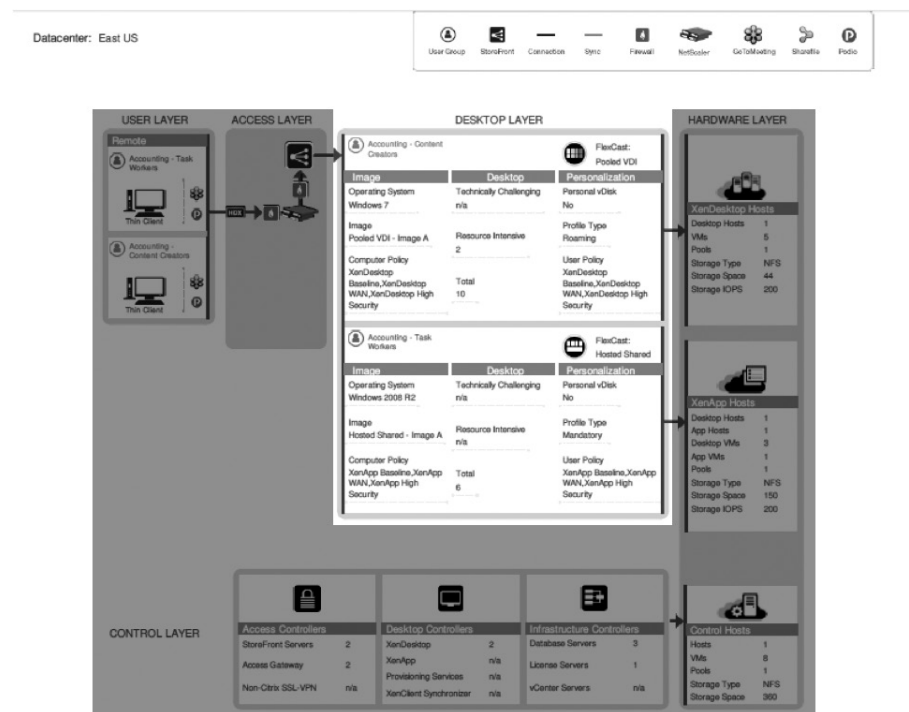 Datacenter: East US
User Group
StoreFront
Connection
Sync
Firewall
NetScaler
GoToMeeting
Sharefile
Podio
USER LAYER
ACCESS LAYER
DESKTOP LAYER
HARDWARE LAYER
Remote
Accounting - Task
Workers
Thin Client
Accounting -
Content Creators
Thin Client
HDX
Accounting - Content
Creators
FlexCast:
Pooled VDI
Image
Desktop
Personalization
Operating System
Windows 7
Image
Pooled VDI - Image A
Computer Policy
XenDesktop
Baseline,XenDesktop
WAN,XenDesktop High
Security
Technically Challenging
n/a
Resource Intensive
2
Total
10
Personal vDisk
No
Profile Type
Roaming
User Policy
XenDesktop
Baseline,XenDesktop
WAN,XenDesktop High
Security
Accounting - Task
Workers
FlexCast:
Hosted Shared
Image
Desktop
Personalization
Operating System
Windows 2008 R2
Image
Hosted Shared - Image A
Computer Policy
XenApp Baseline,XenApp
WAN,XenApp High
Security
Technically Challenging
n/a
Resource Intensive
n/a
Total
6
Personal vDisk
No
Profile Type
Mandatory
User Policy
XenApp Baseline,XenApp
WAN,XenApp High
Security
XenDesktop Hosts
Desktop Hosts 1
VMs 5
Pools 1
Storage Type NFS
Storage Space 44
Storage IOPS 200
XenApp Hosts
Desktop Hosts 1
App Hosts 1
Desktop VMs 3
App VMs 1
Pools 1
Storage Type NFS
Storage Space 150
Storage IOPS 200
CONTROL LAYER
Access Controllers
StoreFront Servers 2
Access Gateway 2
Non-Citrix SSL-VPN n/a
Desktop Controllers
XenDesktop 2
XenApp n/a
Provisioning Services n/a
XenClient Synchronizer n/a
Infrastructure Controllers
Database Servers 3
License Servers 1
vCenter Servers n/a
Control Hosts
Hosts 1
VMs 8
Pools 1
Storage Type NFS
Storage Space 360